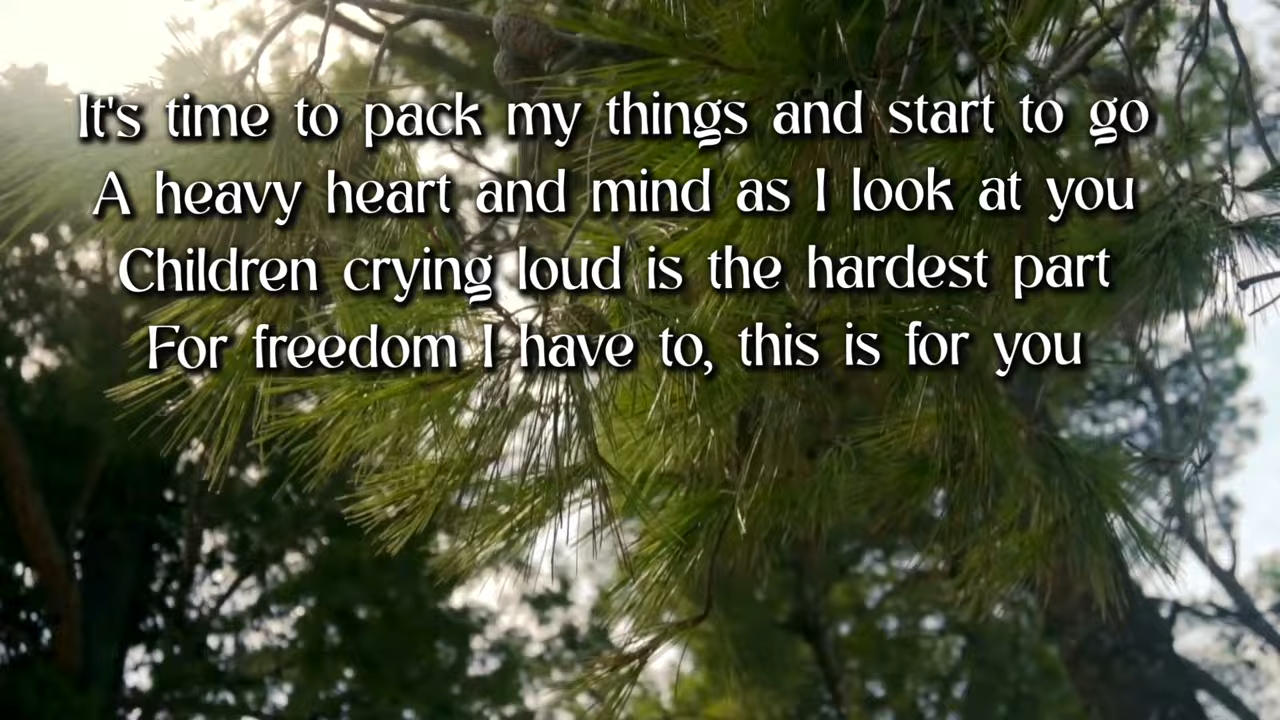 It's time to pack my things and start to go
A heavy heart and mind as I look at you
Children crying loud is the hardest part
For freedom I have to, this is for you